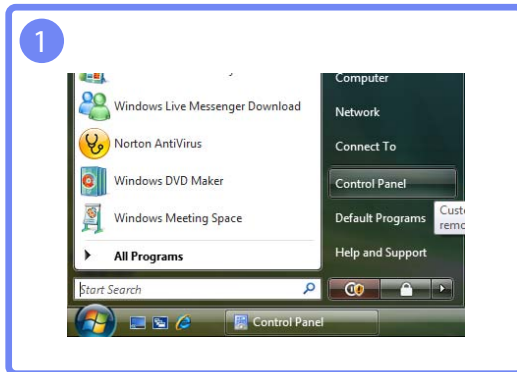 1
Windows Live Messenger Download
Norton AntiVirus
Windows DVD Maker
Windows Meeting Space
All Programs
Start Search
Computer
Network
Connect To
Control Panel
Default Programs
Help and Support
Control Panel